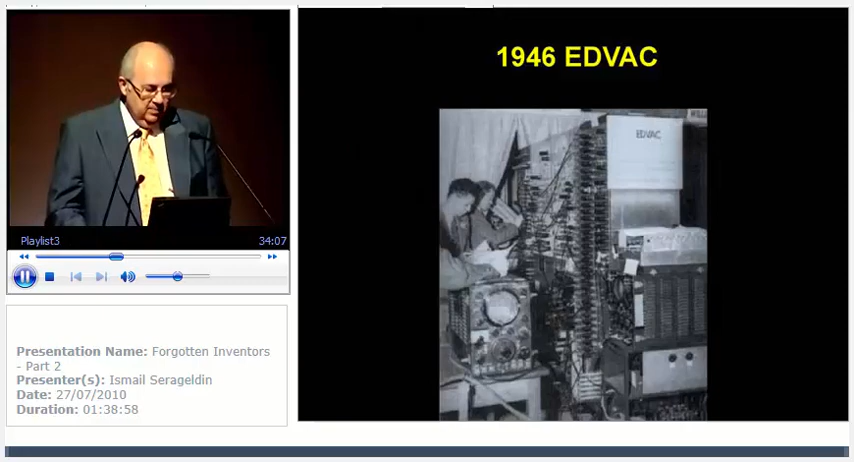 1946 EDVAC
EDVAC
Playlist3 34:07
Presentation Name: Forgotten Inventors
- Part 2
Presenter(s): Ismail Serageldin
Date: 27/07/2010
Duration: 01:38:58